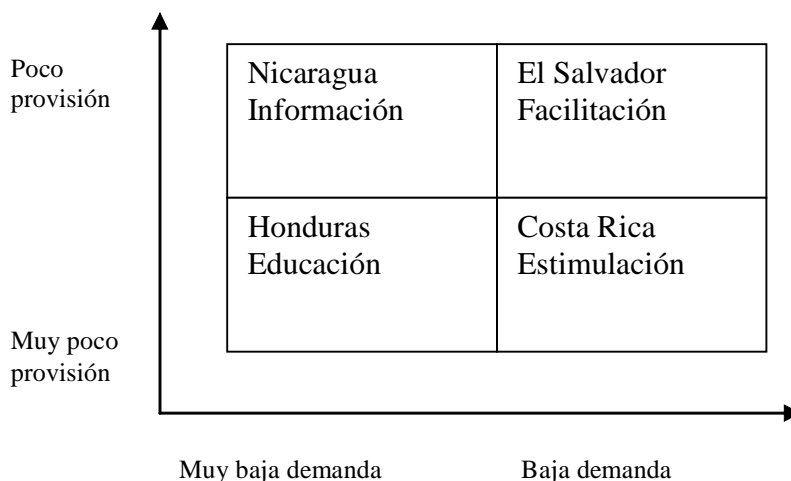 Poco
provisión
Nicaragua
Información
El Salvador
Facilitación
Honduras
Educación
Costa Rica
Estimulación
Muy poco
provisión
Muy baja demanda
Baja demanda